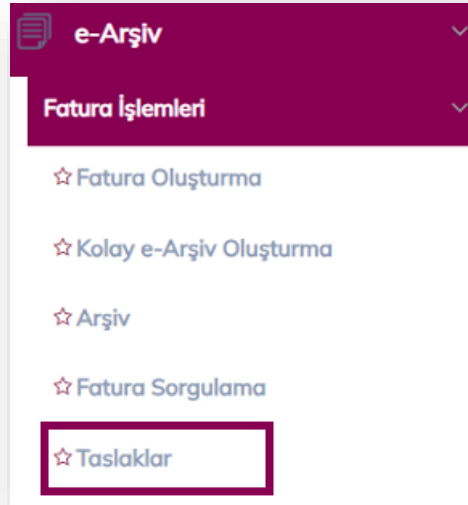 e-Arşiv
Fatura İşlemleri
Fatura Oluşturma
Kolay e-Arşiv Oluşturma
Arşiv
Fatura Sorgulama
Taslaklar